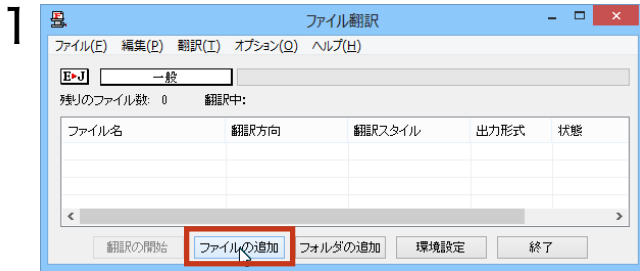 1
ファイル翻訳
ファイル(F) 編集(P) 翻訳(T) オプション(O) ヘルプ(H)
E▸J 一般
残りのファイル数: 0 翻訳中:
ファイル名 翻訳方向 翻訳スタイル 出力形式 状態
翻訳の開始 ファイルの追加 フォルダの追加 環境設定 終了